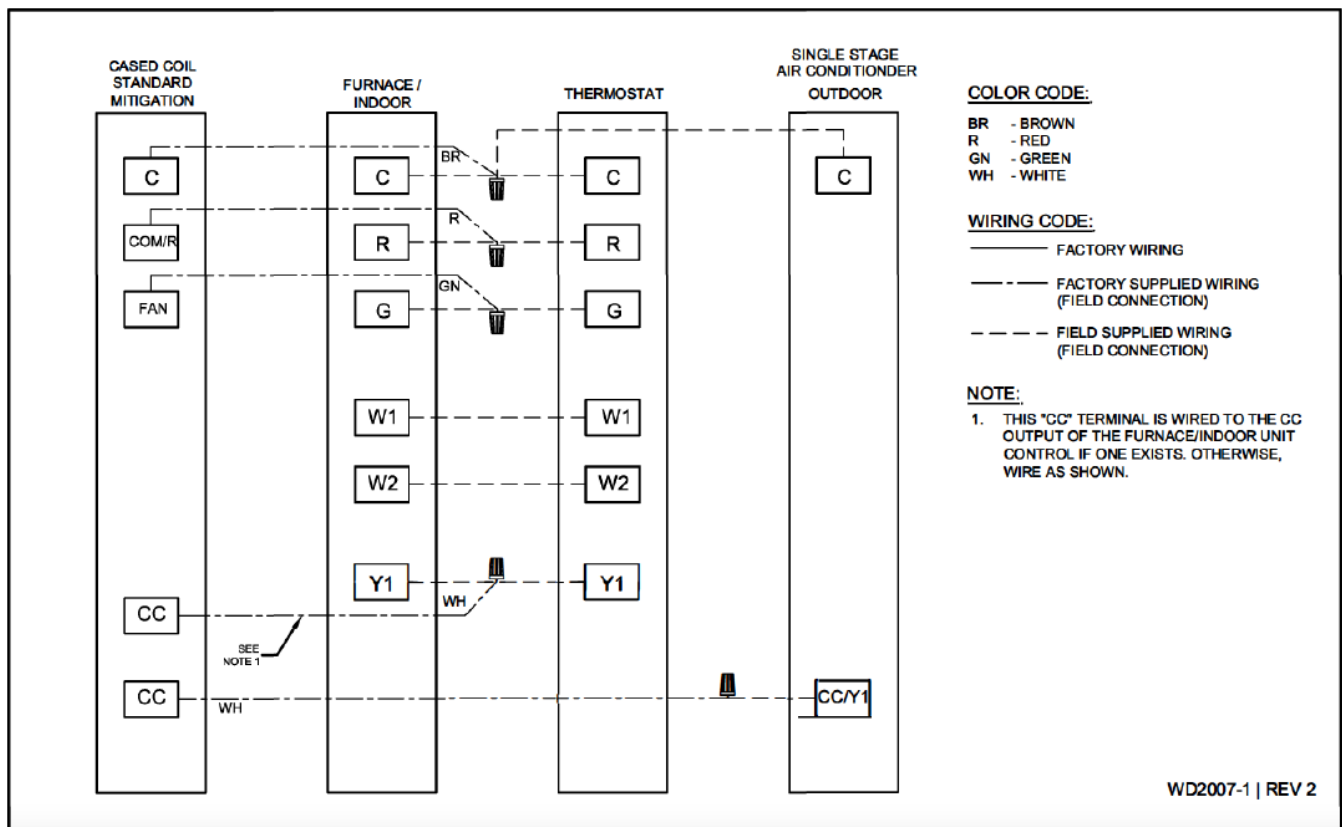 CASED COIL
STANDARD
MITIGATION
FURNACE /
INDOOR
THERMOSTAT
SINGLE STAGE
AIR CONDITIONDER
OUTDOOR
C
BR
C
C
C
COM/R
R
R
R
FAN
GN
G
G
W1
W1
W2
W2
Y1
Y1
CC
WH
SEE
NOTE 1
CC
WH
CC/Y1
COLOR CODE:
BR - BROWN
R - RED
GN - GREEN
WH - WHITE
WIRING CODE:
FACTORY WIRING
FACTORY SUPPLIED WIRING
(FIELD CONNECTION)
FIELD SUPPLIED WIRING
(FIELD CONNECTION)
NOTE:
1. THIS "CC" TERMINAL IS WIRED TO THE CC
OUTPUT OF THE FURNACE/INDOOR UNIT
CONTROL IF ONE EXISTS. OTHERWISE,
WIRE AS SHOWN.
WD2007-1 | REV 2